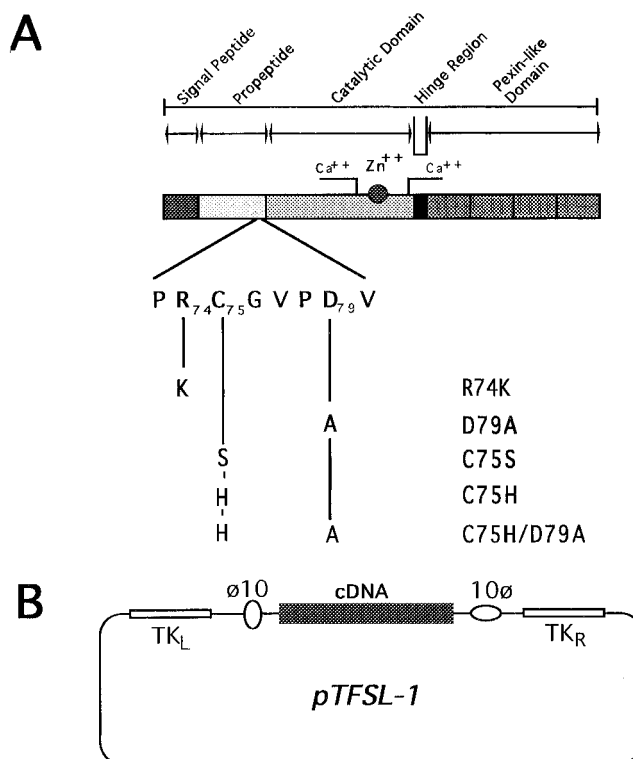 A
Signal Peptide
Propeptide
Catalytic Domain
Hinge Region
Pexin-like
Domain
Ca++ Zn++ Ca++
P R74C75G V P D79V
K R74K
A D79A
S C75S
H C75H
H A C75H/D79A
B
ø10 cDNA 10ø
TKL TKR
pTFSL-1